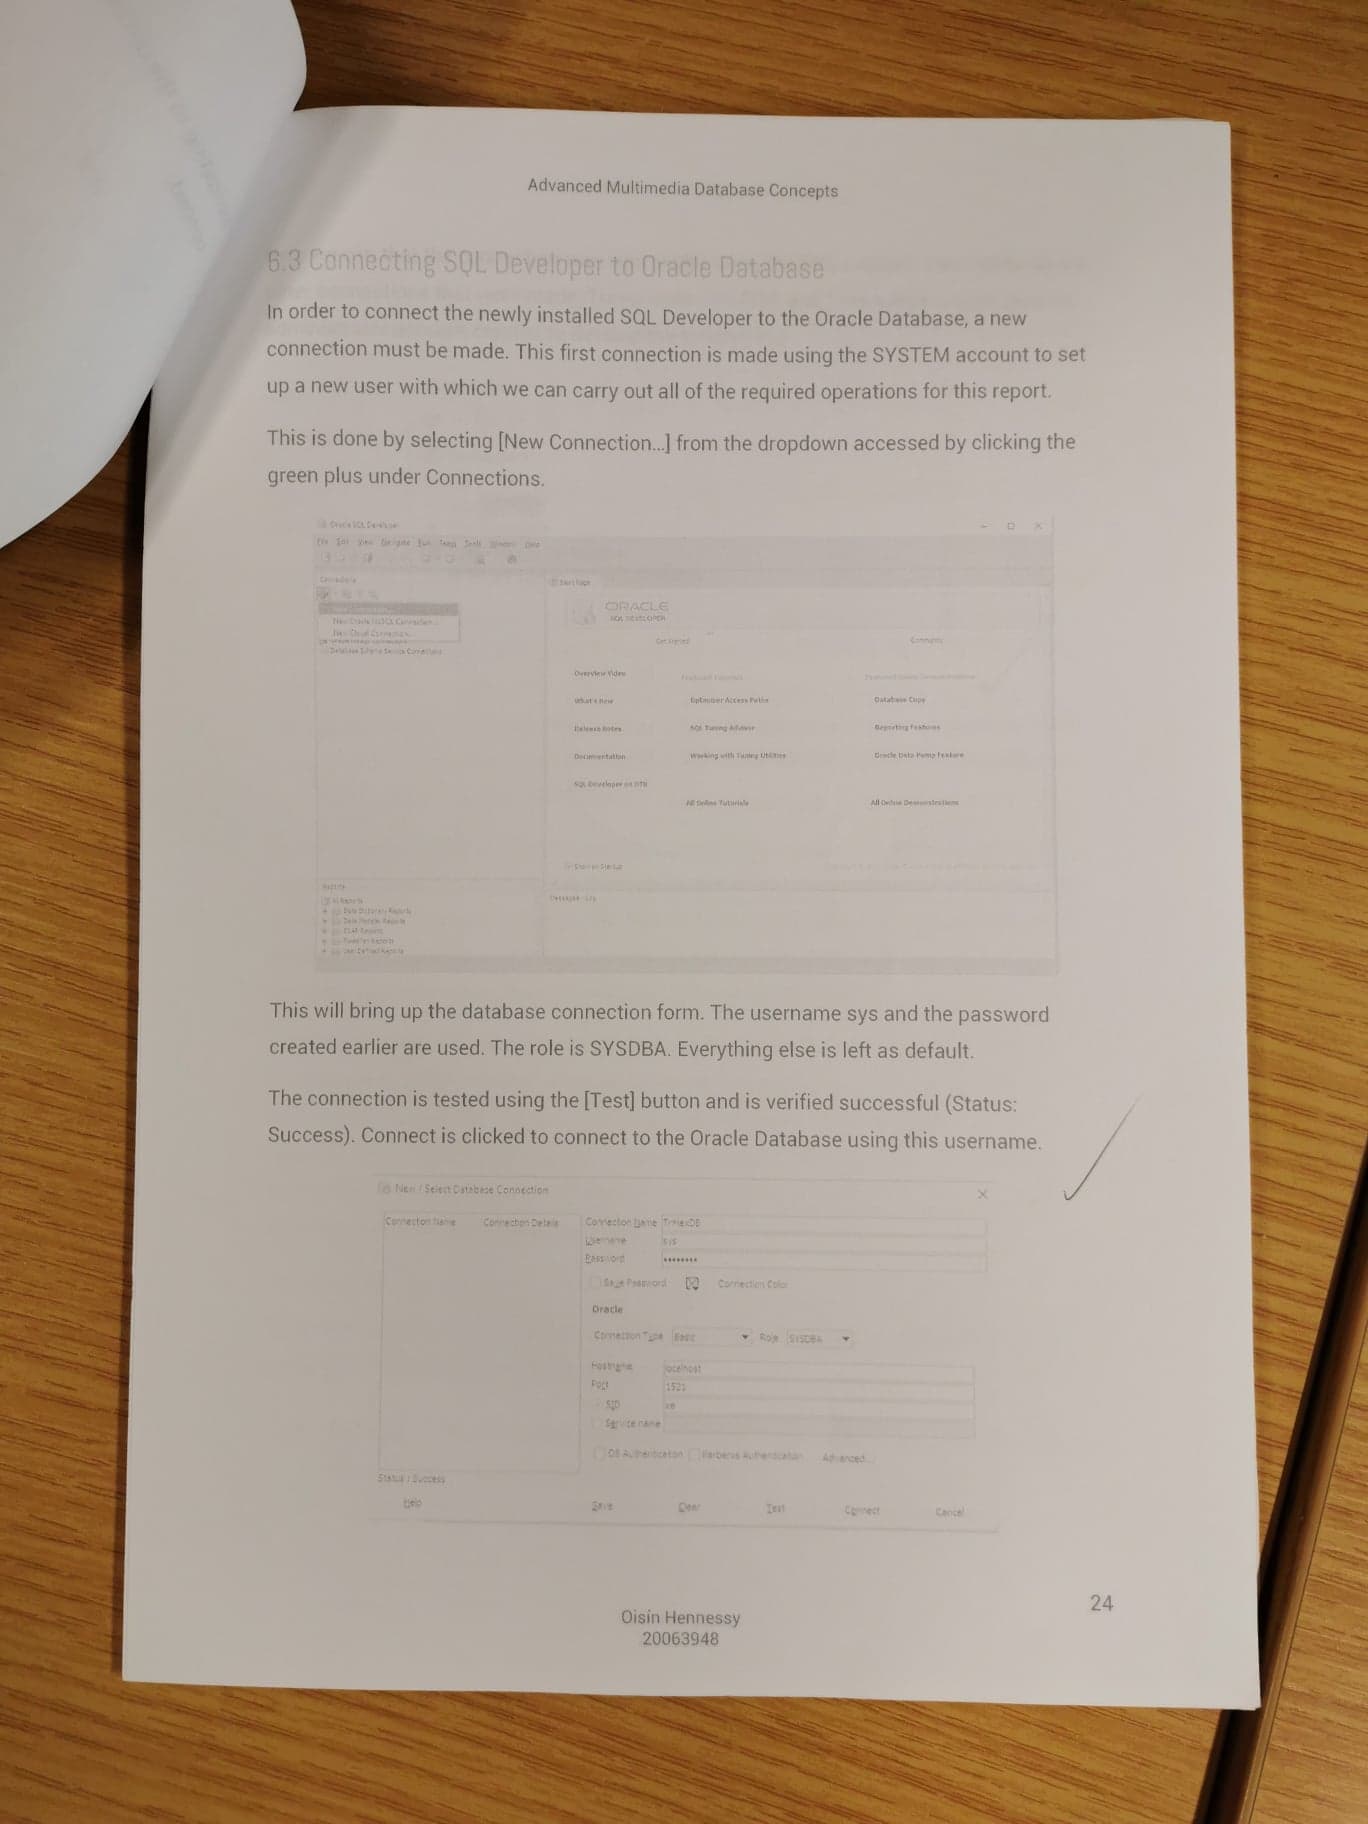 Advanced Multimedia Database Concepts
6.3 Connecting SQL Developer to Oracle Database
In order to connect the newly installed SQL Developer to the Oracle Database, a new
connection must be made. This first connection is made using the SYSTEM account to set
up a new user with which we can carry out all of the required operations for this report.
This is done by selecting [New Connection...] from the dropdown accessed by clicking the
green plus under Connections.
Oracle SQL Developer
File Edit View Navigate Run Team Tools Window Help
Connections
Start Page
New Cloud Connection...
ORACLE
SQL DEVELOPER
Get Started Community
Overview Video
What's New Optimizer Access Paths Database Copy
Release Notes SQL Tuning Advisor Reporting Features
Documentation Working with Tuning Utilities Oracle Data Pump Feature
SQL Developer on OTN
All Online Tutorials All Online Demonstrations
Show on Startup
Reports
All Reports
Messages - Log
Data Dictionary Reports
Data Modeler Reports
OLAP Reports
TimesTen Reports
User Defined Reports
This will bring up the database connection form. The username sys and the password
created earlier are used. The role is SYSDBA. Everything else is left as default.
The connection is tested using the [Test] button and is verified successful (Status:
Success). Connect is clicked to connect to the Oracle Database using this username.
New / Select Database Connection
Connection Name Connection Details Connection Name
Username sys
Password ••••••••
Save Password Connection Color
Oracle
Connection Type Basic Role SYSDBA
Hostname localhost
Port 1521
SID xe
Service name
OS Authentication Kerberos Authentication Advanced...
Status : Success
Help Save Clear Test Connect Cancel
24
Oisín Hennessy
20063948